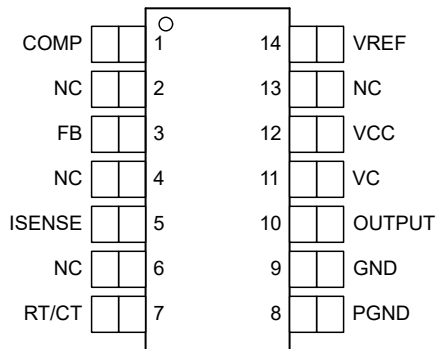 COMP 1 14 VREF
NC 2 13 NC
FB 3 12 VCC
NC 4 11 VC
ISENSE 5 10 OUTPUT
NC 6 9 GND
RT/CT 7 8 PGND